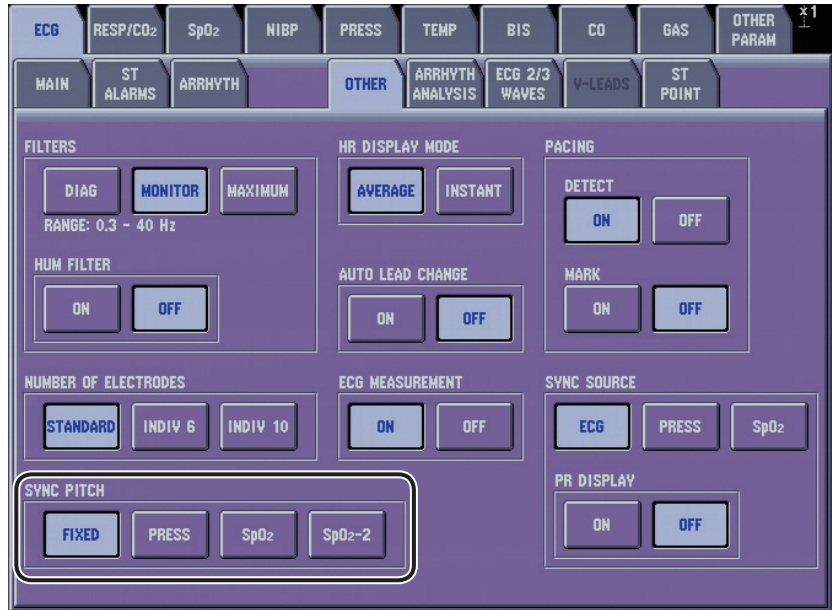 ECG RESP/CO₂ SpO₂ NIBP PRESS TEMP BIS CO GAS OTHER PARAM 1
MAIN ST ALARMS ARRHYTH OTHER ARRHYTH ANALYSIS ECG 2/3 WAVES V-LEADS ST POINT
FILTERS
DIAG MONITOR MAXIMUM
RANGE: 0.3 - 40 Hz
HUM FILTER
ON OFF
HR DISPLAY MODE
AVERAGE INSTANT
AUTO LEAD CHANGE
ON OFF
PACING
DETECT
ON OFF
MARK
ON OFF
NUMBER OF ELECTRODES
STANDARD INDIV 6 INDIV 10
ECG MEASUREMENT
ON OFF
SYNC SOURCE
ECG PRESS SpO₂
PR DISPLAY
ON OFF
SYNC PITCH
FIXED PRESS SpO₂ SpO₂-2